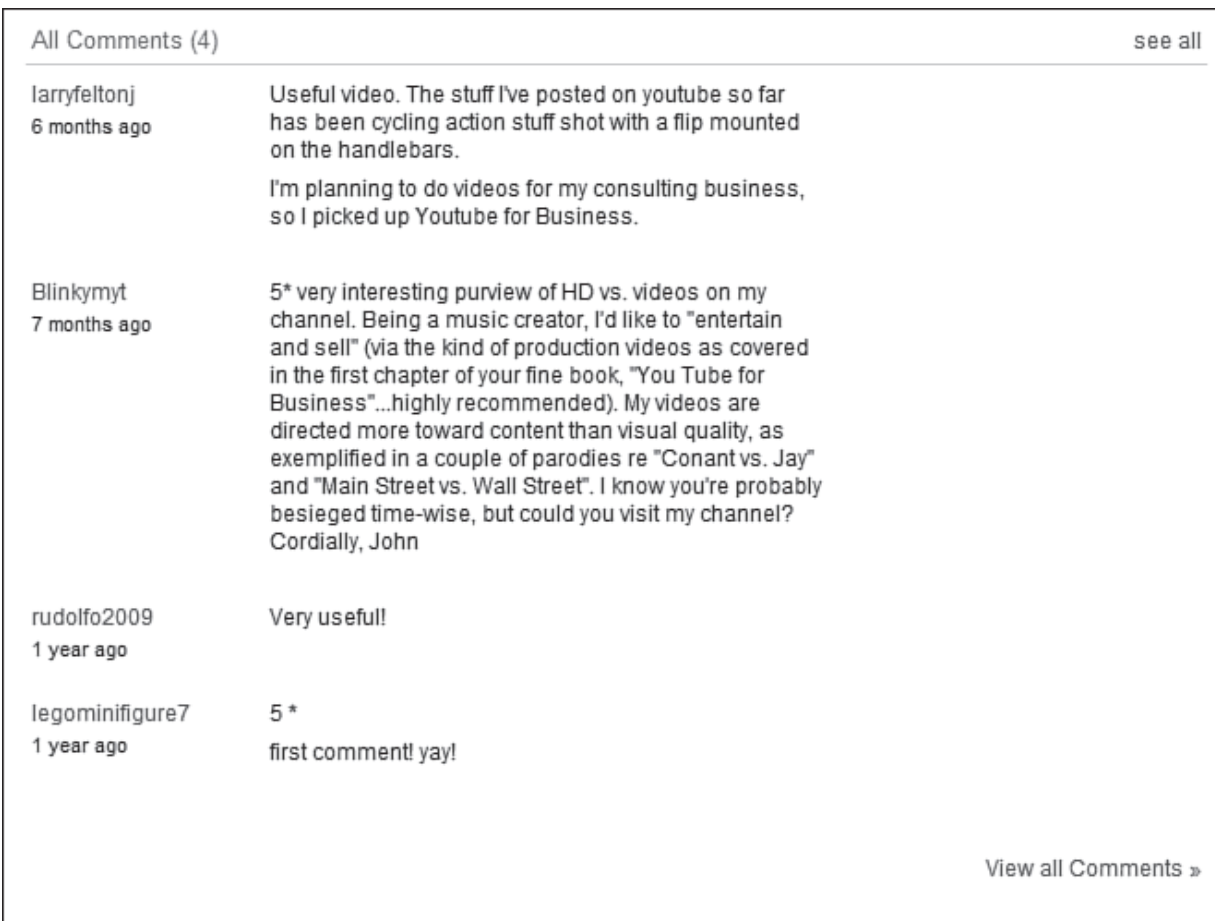 All Comments (4)
see all
larryfeltonj
6 months ago
Useful video. The stuff I've posted on youtube so far
has been cycling action stuff shot with a flip mounted
on the handlebars.
I'm planning to do videos for my consulting business,
so I picked up Youtube for Business.
Blinkymyt
7 months ago
5* very interesting purview of HD vs. videos on my
channel. Being a music creator, I'd like to "entertain
and sell" (via the kind of production videos as covered
in the first chapter of your fine book, "You Tube for
Business"...highly recommended). My videos are
directed more toward content than visual quality, as
exemplified in a couple of parodies re "Conant vs. Jay"
and "Main Street vs. Wall Street". I know you're probably
besieged time-wise, but could you visit my channel?
Cordially, John
rudolfo2009
1 year ago
Very useful!
legominifigure7
1 year ago
5 *
first comment! yay!
View all Comments »